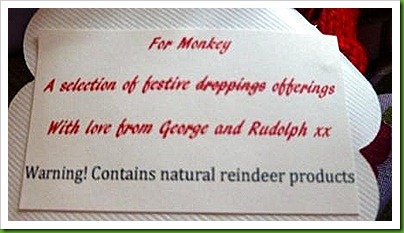 For Monkey
A selection of festive droppings offerings
With love from George and Rudolph xx
Warning! Contains natural reindeer products